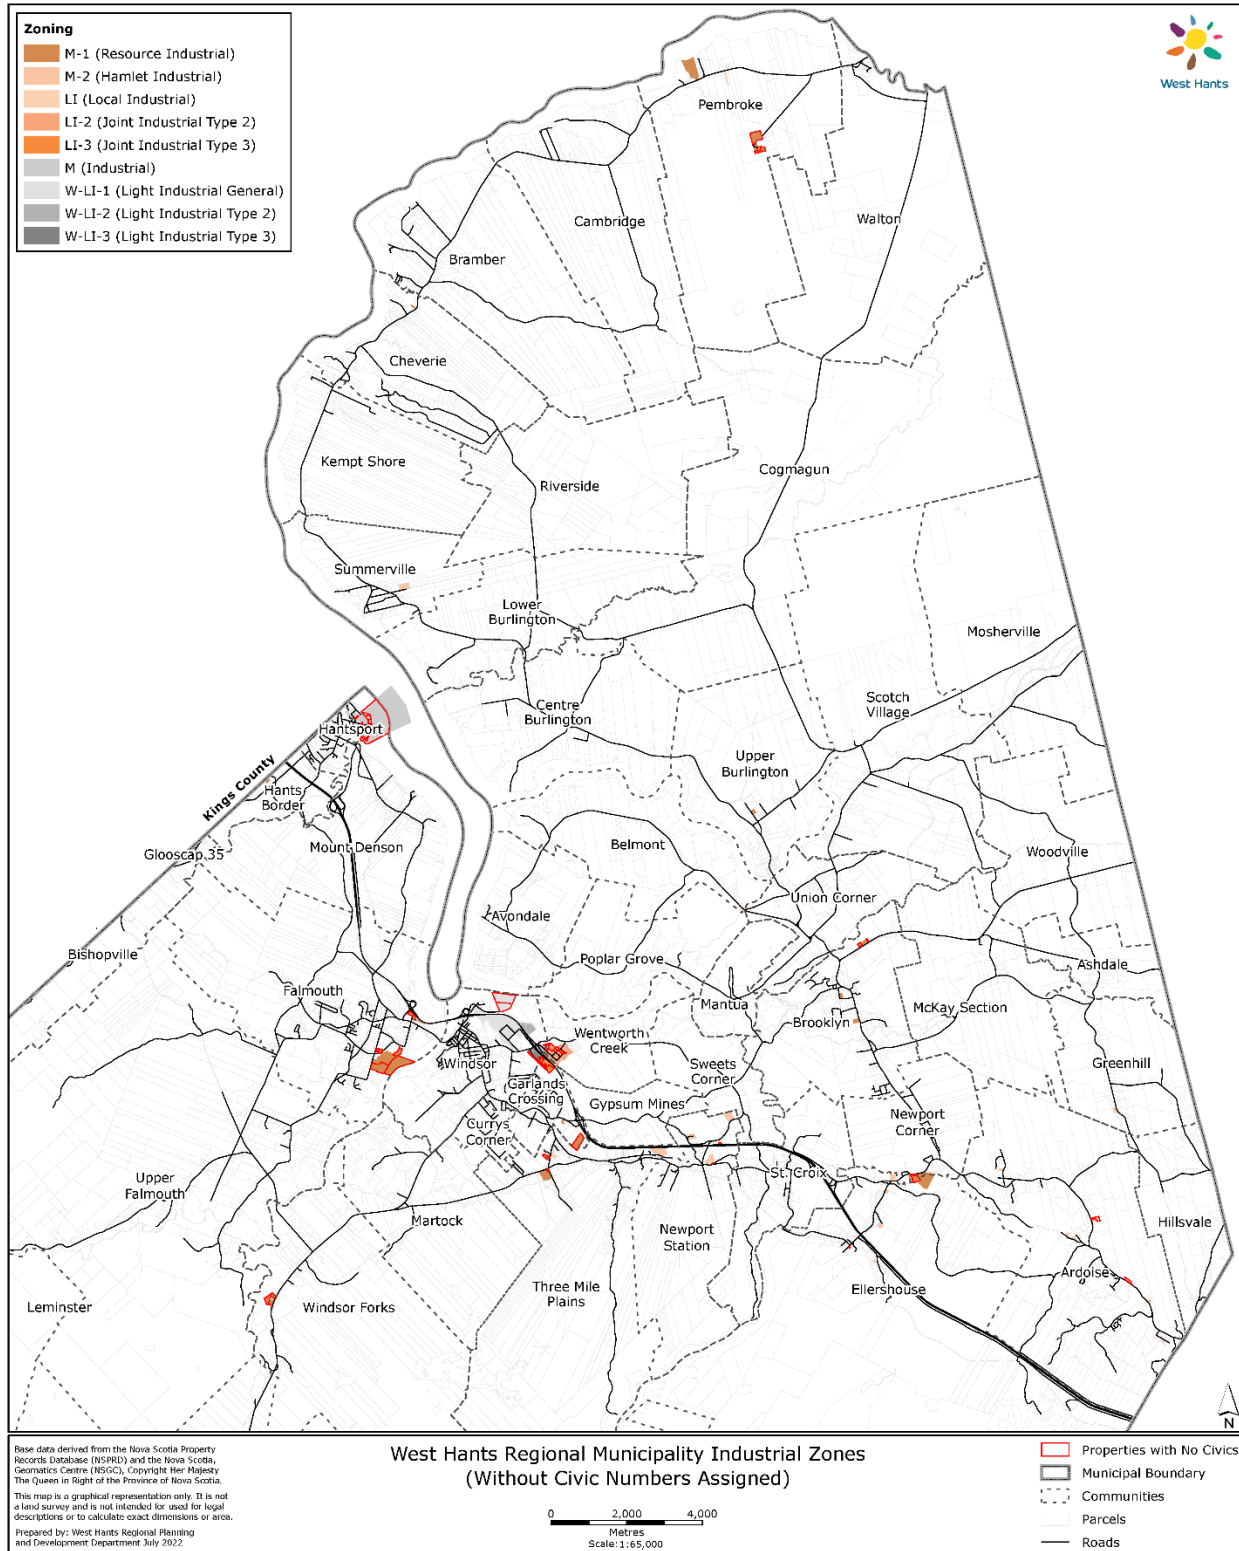 Zoning
M-1 (Resource Industrial)
M-2 (Hamlet Industrial)
LI (Local Industrial)
LI-2 (Joint Industrial Type 2)
LI-3 (Joint Industrial Type 3)
M (Industrial)
W-LI-1 (Light Industrial General)
W-LI-2 (Light Industrial Type 2)
W-LI-3 (Light Industrial Type 3)
West Hants
Pembroke
Walton
Cambridge
Bramber
Cheverie
Kempt Shore
Riverside
Cogmagun
Summerville
Lower
Burlington
Mosherville
Scotch
Village
Centre
Burlington
Hantsport
Upper
Burlington
Kings County
Hants
Border
Mount Denson
Glooscap 35
Belmont
Woodville
Union Corner
Avondale
Bishopville
Poplar Grove
Ashdale
Falmouth
Mantua
McKay Section
Brooklyn
Wentworth
Creek
Windsor
Sweets
Corner
Greenhill
Garlands
Crossing
Gypsum Mines
Currys
Corner
Newport
Corner
Upper
Falmouth
St. Croix
Martock
Newport
Station
Hillsvale
Ardoise
Ellershouse
Three Mile
Plains
Leminster
Windsor Forks
N
Base data derived from the Nova Scotia Property
Records Database (NSPRD) and the Nova Scotia,
Geomatics Centre (NSGC), Copyright Her Majesty
The Queen in Right of the Province of Nova Scotia.
This map is a graphical representation only. It is not
a land survey and is not intended for used for legal
descriptions or to calculate exact dimensions or area.
Prepared by: West Hants Regional Planning
and Development Department July 2022
West Hants Regional Municipality Industrial Zones
(Without Civic Numbers Assigned)
0 2,000 4,000
Metres
Scale: 1:65,000
Properties with No Civics
Municipal Boundary
Communities
Parcels
Roads